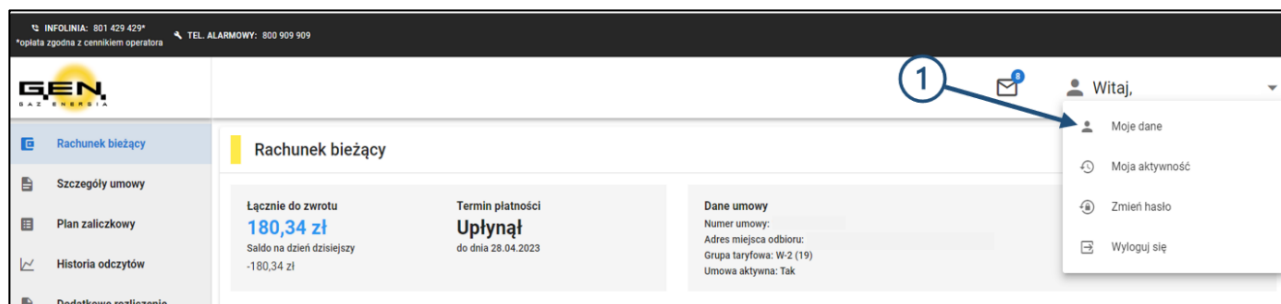 INFOLINIA: 801 429 429*
*opłata zgodna z cennikiem operatora
TEL. ALARMOWY: 800 909 909
G.EN.
GAZ ENERGIA
1
8
Witaj,
Moje dane
Moja aktywność
Zmień hasło
Wyloguj się
Rachunek bieżący
Szczegóły umowy
Plan zaliczkowy
Historia odczytów
Dodatkowe rozliczenie
Rachunek bieżący
Łącznie do zwrotu
180,34 zł
Saldo na dzień dzisiejszy
-180,34 zł
Termin płatności
Upłynął
do dnia 28.04.2023
Dane umowy
Numer umowy:
Adres miejsca odbioru:
Grupa taryfowa: W-2 (19)
Umowa aktywna: Tak